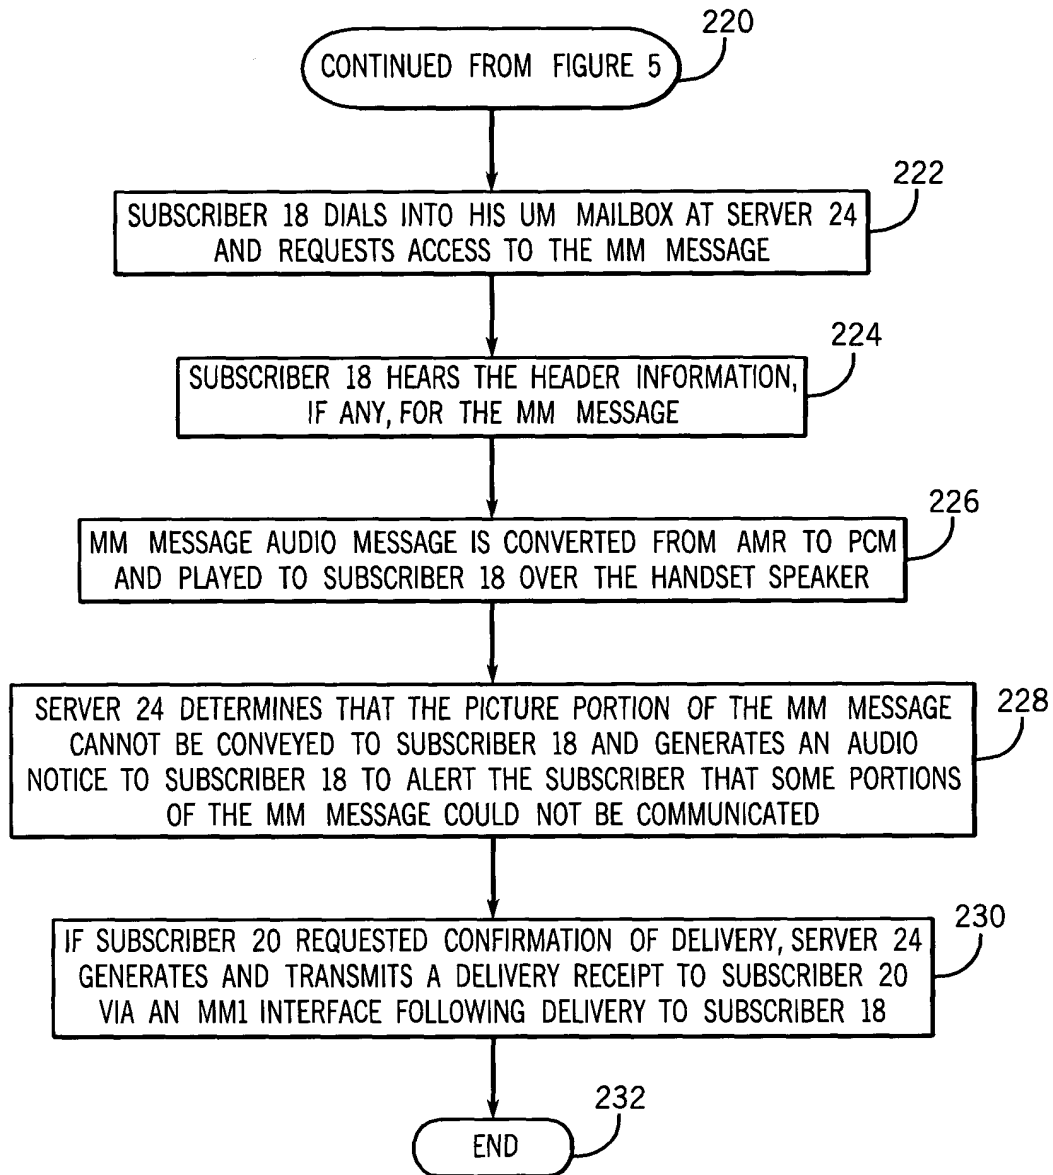 220
CONTINUED FROM FIGURE 5
222
SUBSCRIBER 18 DIALS INTO HIS UM MAILBOX AT SERVER 24
AND REQUESTS ACCESS TO THE MM MESSAGE
224
SUBSCRIBER 18 HEARS THE HEADER INFORMATION,
IF ANY, FOR THE MM MESSAGE
226
MM MESSAGE AUDIO MESSAGE IS CONVERTED FROM AMR TO PCM
AND PLAYED TO SUBSCRIBER 18 OVER THE HANDSET SPEAKER
228
SERVER 24 DETERMINES THAT THE PICTURE PORTION OF THE MM MESSAGE
CANNOT BE CONVEYED TO SUBSCRIBER 18 AND GENERATES AN AUDIO
NOTICE TO SUBSCRIBER 18 TO ALERT THE SUBSCRIBER THAT SOME PORTIONS
OF THE MM MESSAGE COULD NOT BE COMMUNICATED
230
IF SUBSCRIBER 20 REQUESTED CONFIRMATION OF DELIVERY, SERVER 24
GENERATES AND TRANSMITS A DELIVERY RECEIPT TO SUBSCRIBER 20
VIA AN MM1 INTERFACE FOLLOWING DELIVERY TO SUBSCRIBER 18
232
END